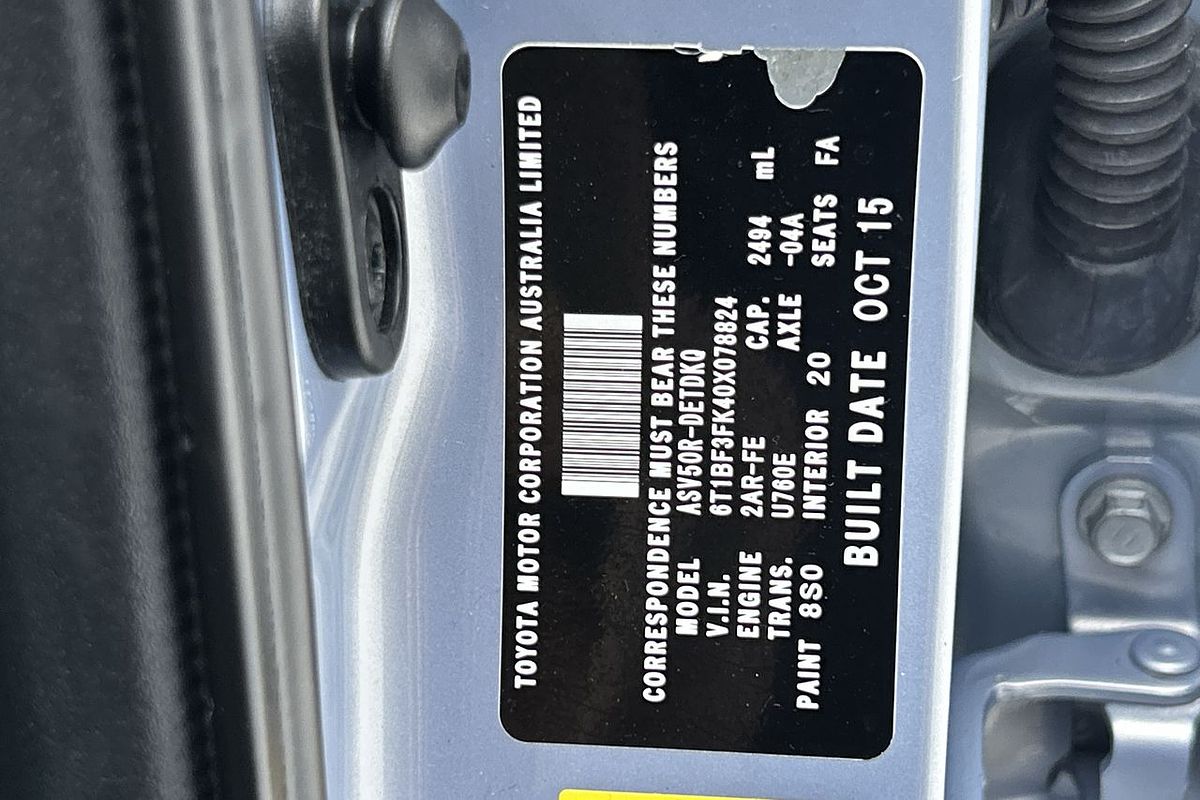 TOYOTA MOTOR CORPORATION AUSTRALIA LIMITED
CORRESPONDENCE MUST BEAR THESE NUMBERS
MODEL ASV50R-DETDKQ
V.I.N. 6T1BF3FK40X078824
ENGINE 2AR-FE CAP. 2494 mL
TRANS. U760E AXLE -04A
PAINT 8S0 INTERIOR 20 SEATS FA
BUILT DATE OCT 15